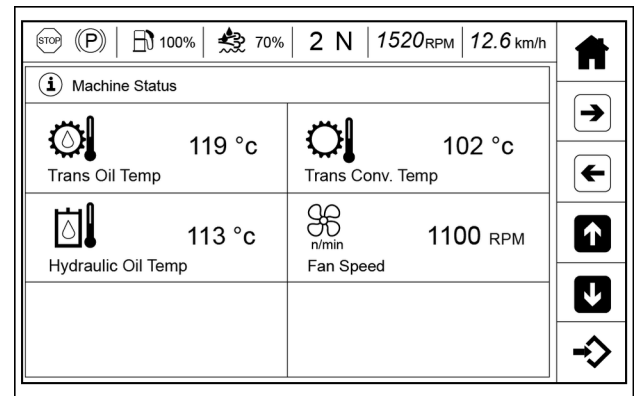 STOP (P) 100% 70% 2 N 1520RPM 12.6 km/h
i Machine Status
119 °c
Trans Oil Temp
102 °c
Trans Conv. Temp
113 °c
Hydraulic Oil Temp
n/min
1100 RPM
Fan Speed